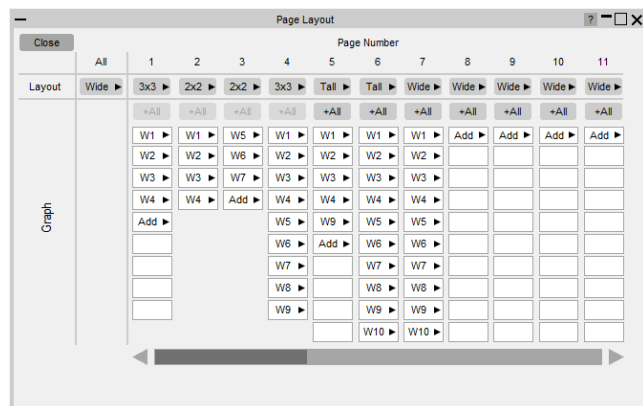 Page Layout ?
Close Page Number
All 1 2 3 4 5 6 7 8 9 10 11
Layout Wide 3x3 2x2 2x2 3x3 Tall Tall Wide Wide Wide Wide Wide
+All +All +All +All +All +All +All +All +All +All +All
W1 W1 W5 W1 W1 W1 W1 Add Add Add Add
W2 W2 W6 W2 W2 W2 W2
W3 W3 W7 W3 W3 W3 W3
W4 W4 Add W4 W4 W4 W4
Graph
Add W5 W9 W5 W5
W6 Add W6 W6
W7 W7 W7
W8 W8 W8
W9 W9 W9
W10 W10